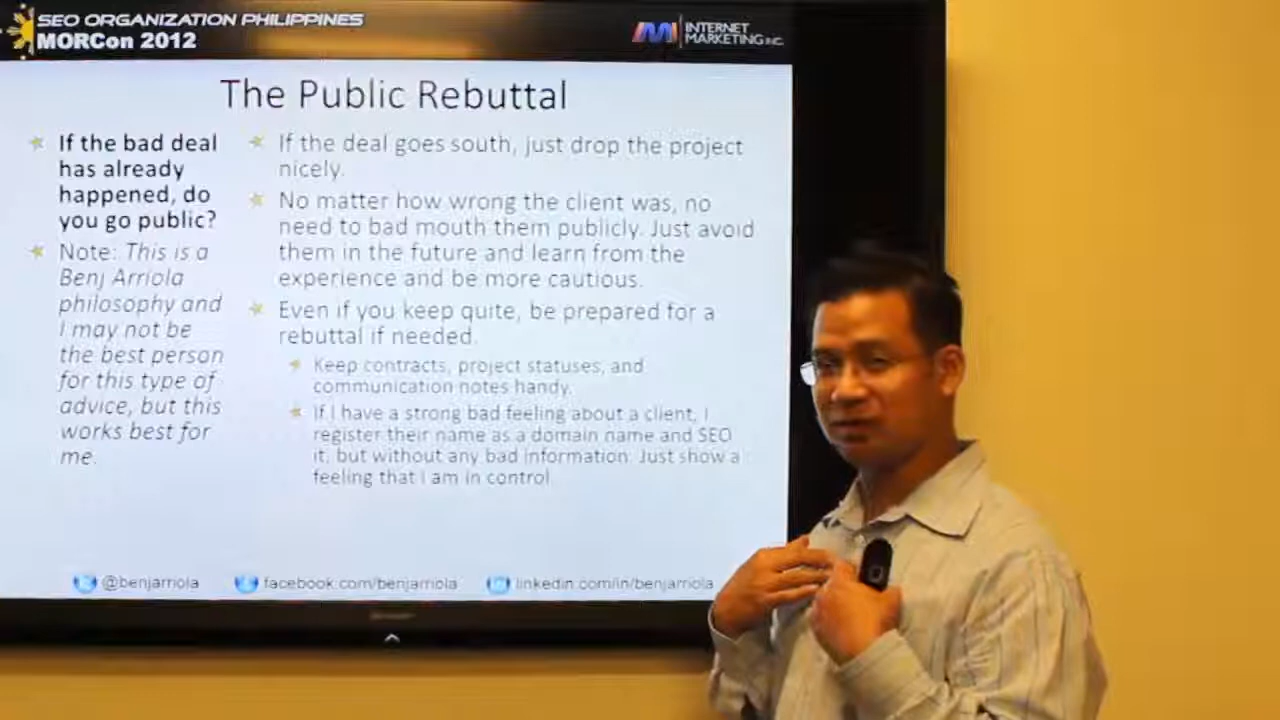 SEO ORGANIZATION PHILIPPINES
MORCon 2012
INTERNET
MARKETING INC.
The Public Rebuttal
If the bad deal
has already
happened, do
you go public?
Note: This is a
Benj Arriola
philosophy and
I may not be
the best person
for this type of
advice, but this
works best for
me.
If the deal goes south, just drop the project
nicely.
No matter how wrong the client was, no
need to bad mouth them publicly. Just avoid
them in the future and learn from the
experience and be more cautious.
Even if you keep quite, be prepared for a
rebuttal if needed.
Keep contracts, project statuses, and
communication notes handy.
If I have a strong bad feeling about a client, I
register their name as a domain name and SEO
it, but without any bad information. Just show a
feeling that I am in control.
@benjarriola
facebook.com/benjarriola
linkedin.com/in/benjarriola